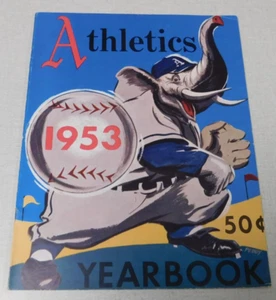 Athletics
A
1953
50¢
YEARBOOK